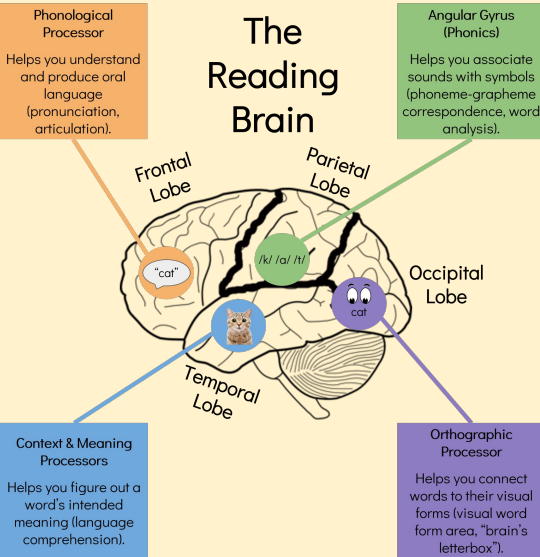 The
Reading
Brain
Phonological
Processor
Helps you understand
and produce oral
language
(pronunciation,
articulation).
Angular Gyrus
(Phonics)
Helps you associate
sounds with symbols
(phoneme-grapheme
correspondence, word
analysis).
Frontal
Lobe
Parietal
Lobe
"cat"
/k/ /a/ /t/
cat
Occipital
Lobe
Temporal
Lobe
Context & Meaning
Processors
Helps you figure out a
word's intended
meaning (language
comprehension).
Orthographic
Processor
Helps you connect
words to their visual
forms (visual word
form area, "brain's
letterbox").